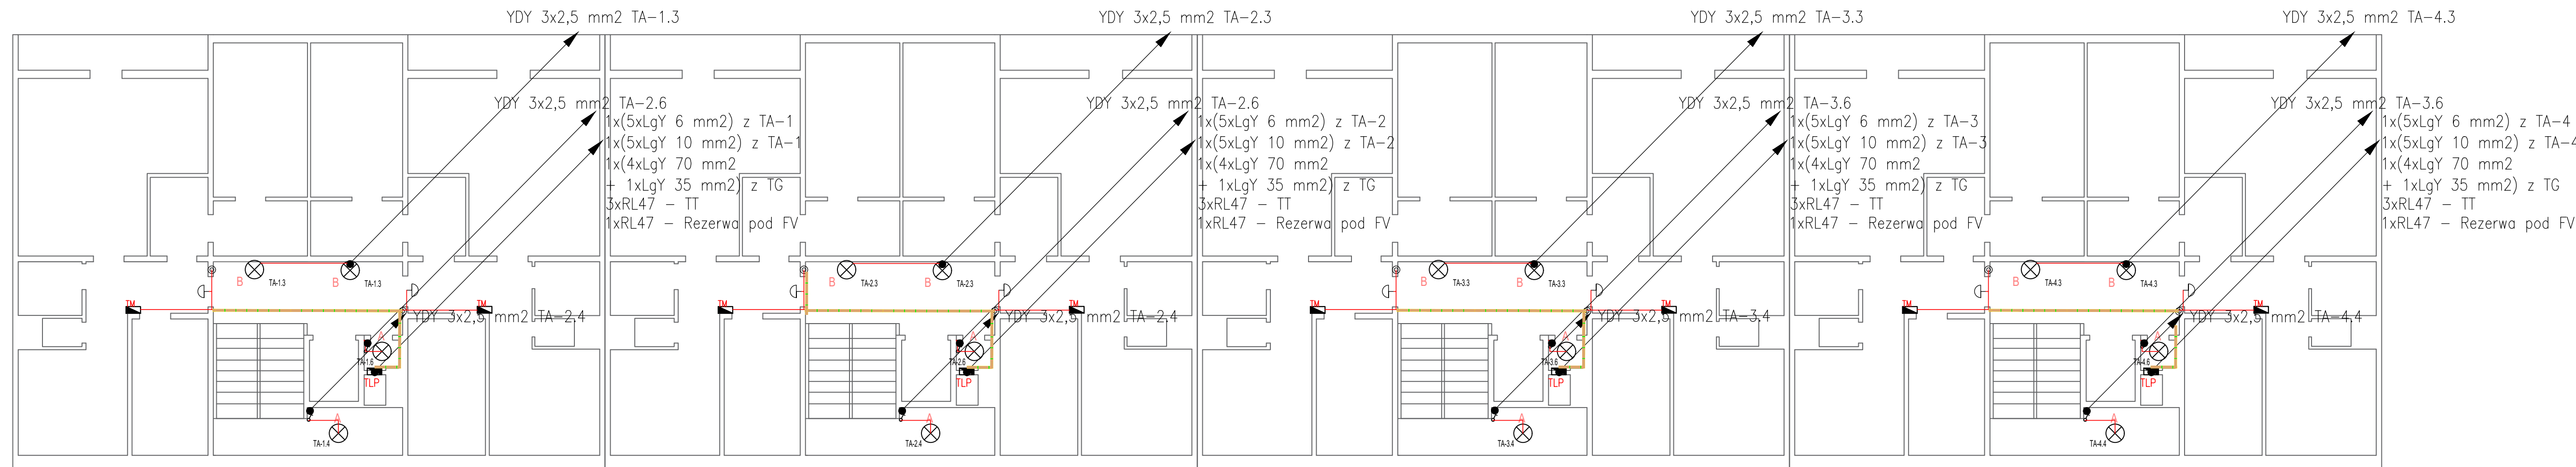 YDY 3x2,5 mm2 TA-1.3
YDY 3x2,5 mm2 TA-2.6
1x(5xLgY 6 mm2) z TA-1
1x(5xLgY 10 mm2) z TA-1
1x(4xLgY 70 mm2
+ 1xLgY 35 mm2) z TG
3xRL47 - TT
1xRL47 - Rezerwa pod FV
B
TA-1.3
B
TA-1.3
TM
TM
YDY 3x2,5 mm2 TA-2.4
A
TA-1.6
TLP
A
TA-1.4
YDY 3x2,5 mm2 TA-2.3
YDY 3x2,5 mm2 TA-2.6
1x(5xLgY 6 mm2) z TA-2
1x(5xLgY 10 mm2) z TA-2
1x(4xLgY 70 mm2
+ 1xLgY 35 mm2) z TG
3xRL47 - TT
1xRL47 - Rezerwa pod FV
B
TA-2.3
B
TA-2.3
TM
TM
YDY 3x2,5 mm2 TA-2.4
A
TA-2.6
TLP
A
TA-2.4
YDY 3x2,5 mm2 TA-3.3
YDY 3x2,5 mm2 TA-3.6
1x(5xLgY 6 mm2) z TA-3
1x(5xLgY 10 mm2) z TA-3
1x(4xLgY 70 mm2
+ 1xLgY 35 mm2) z TG
3xRL47 - TT
1xRL47 - Rezerwa pod FV
B
TA-3.3
B
TA-3.3
TM
TM
YDY 3x2,5 mm2 TA-3.4
A
TA-3.6
TLP
A
TA-3.4
YDY 3x2,5 mm2 TA-4.3
YDY 3x2,5 mm2 TA-3.6
1x(5xLgY 6 mm2) z TA-4
1x(5xLgY 10 mm2) z TA-4
1x(4xLgY 70 mm2
+ 1xLgY 35 mm2) z TG
3xRL47 - TT
1xRL47 - Rezerwa pod FV
B
TA-4.3
B
TA-4.3
TM
TM
YDY 3x2,5 mm2 TA-4.4
A
TA-4.6
TLP
A
TA-4.4